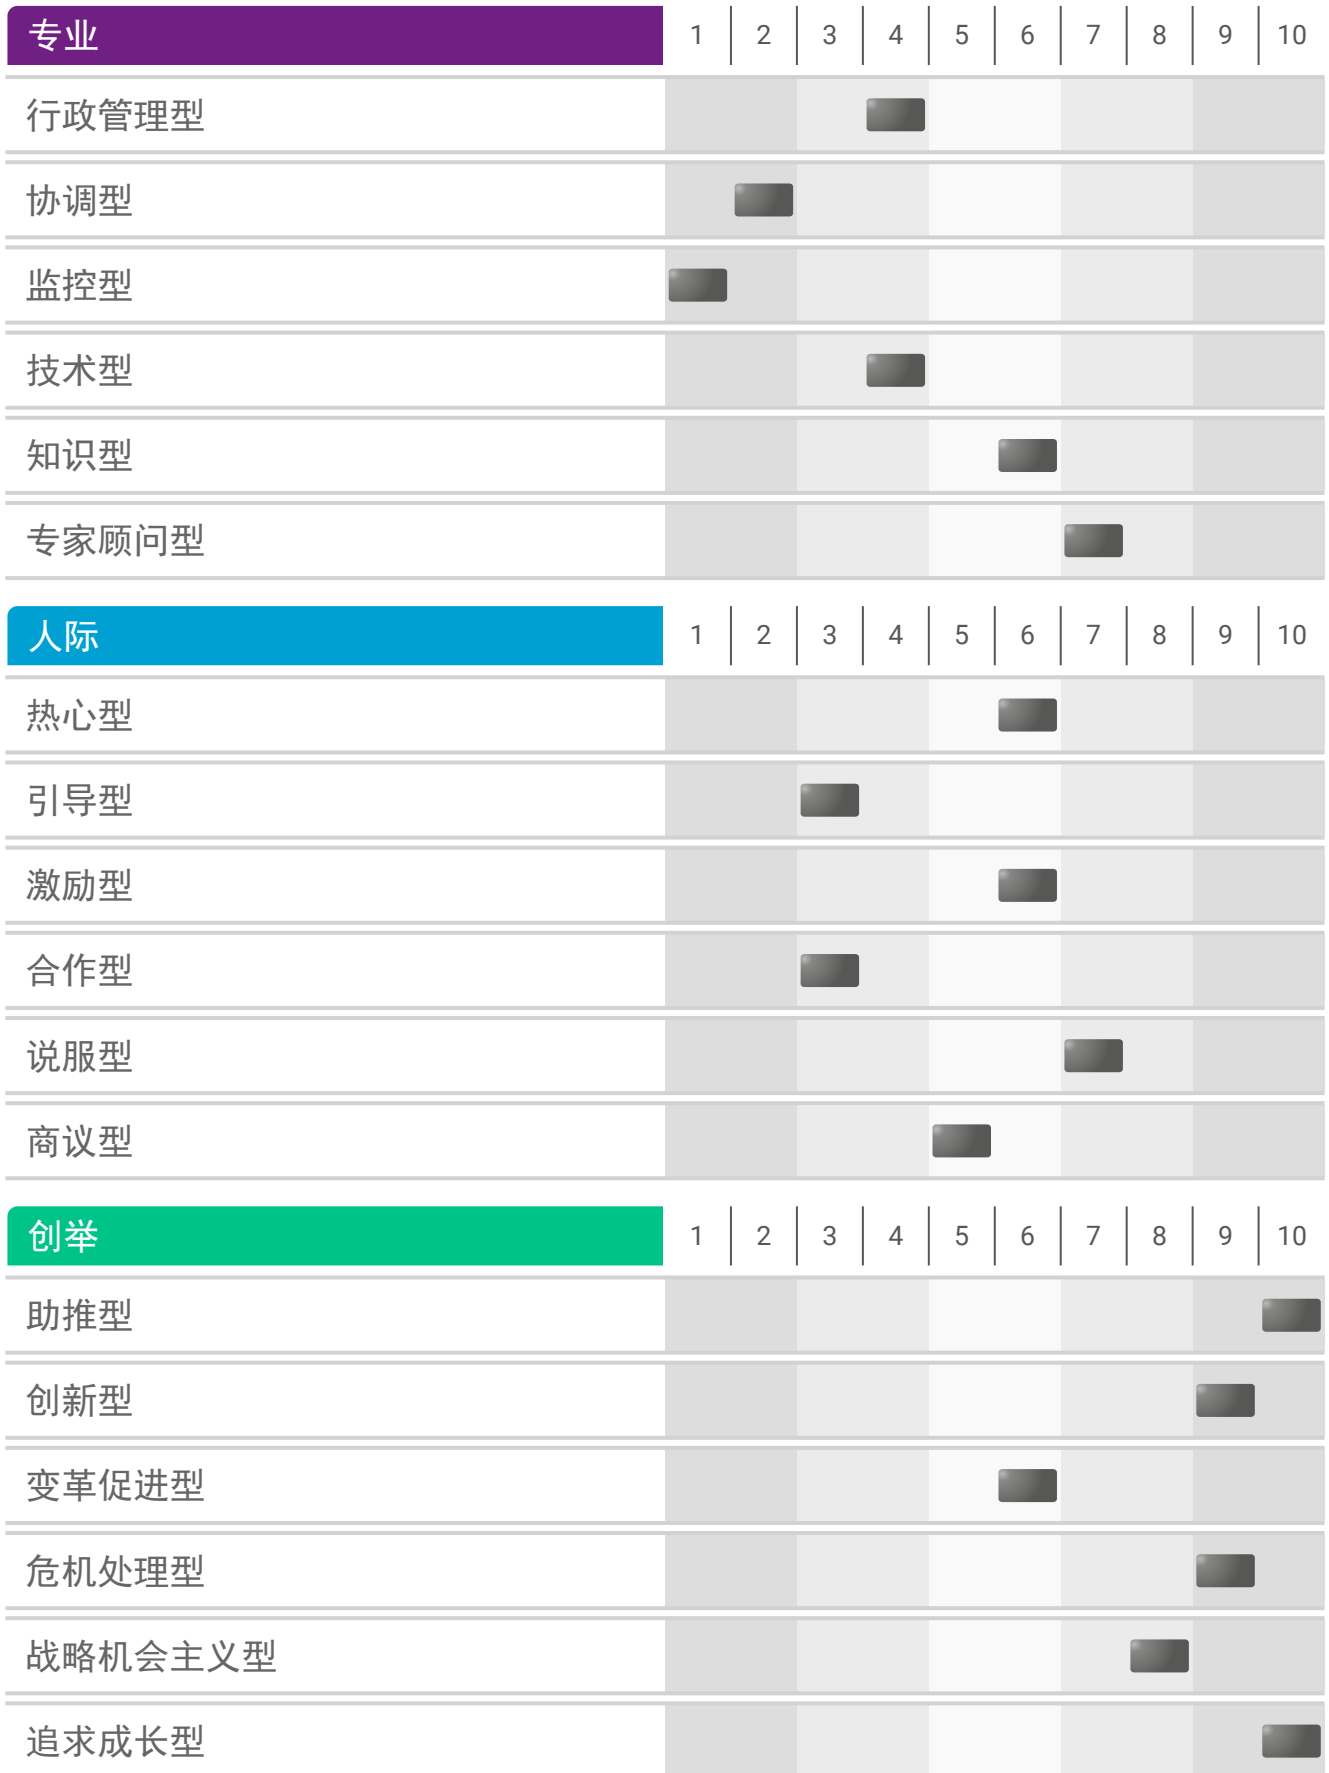 专业 1 2 3 4 5 6 7 8 9 10
行政管理型
协调型
监控型
技术型
知识型
专家顾问型
人际 1 2 3 4 5 6 7 8 9 10
热心型
引导型
激励型
合作型
说服型
商议型
创举 1 2 3 4 5 6 7 8 9 10
助推型
创新型
变革促进型
危机处理型
战略机会主义型
追求成长型